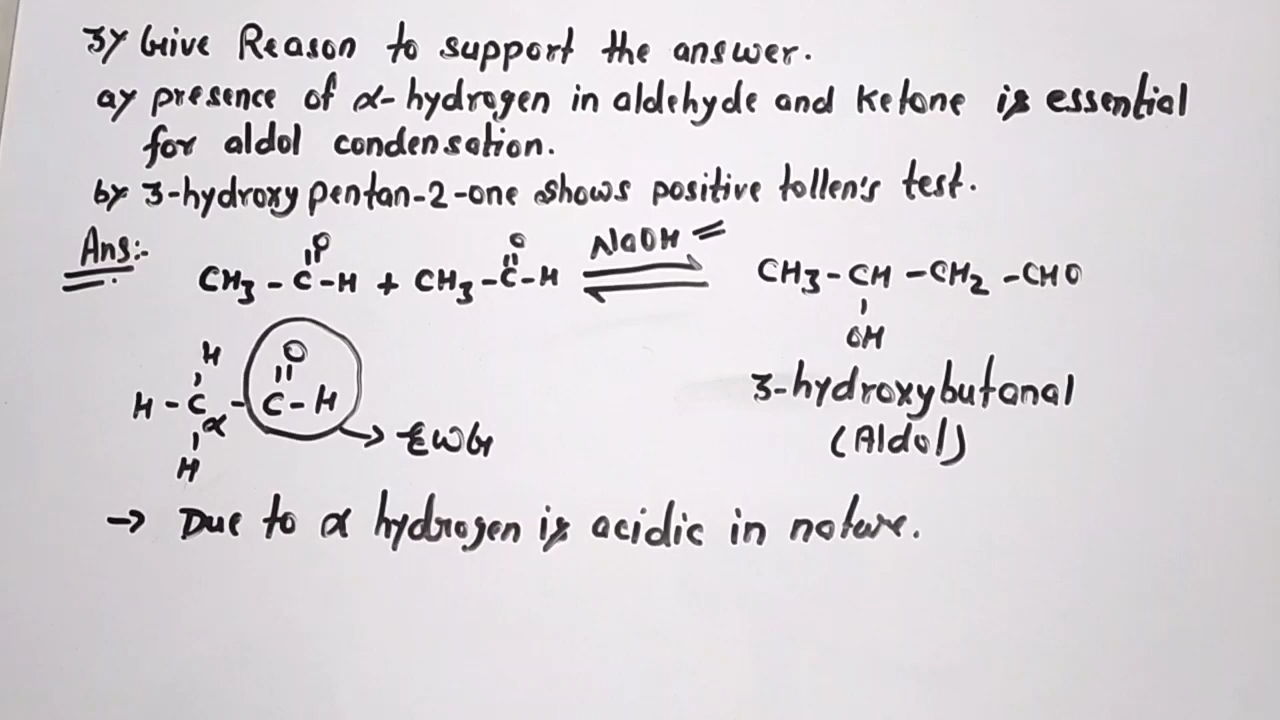 3) Give Reason to support the answer.
a) presence of α-hydrogen in aldehyde and ketone is essential
for aldol condensation.
b) 3-hydroxy pentan-2-one shows positive tollen's test.
Ans:-
O O NaOH
CH3 - C - H + CH3 - C - H ⇌ CH3 - CH - CH2 - CHO
OH
H O
H - C - C - H
α
H
→ EWG
3-hydroxybutanal
(Aldol)
→ Due to α hydrogen is acidic in nature.